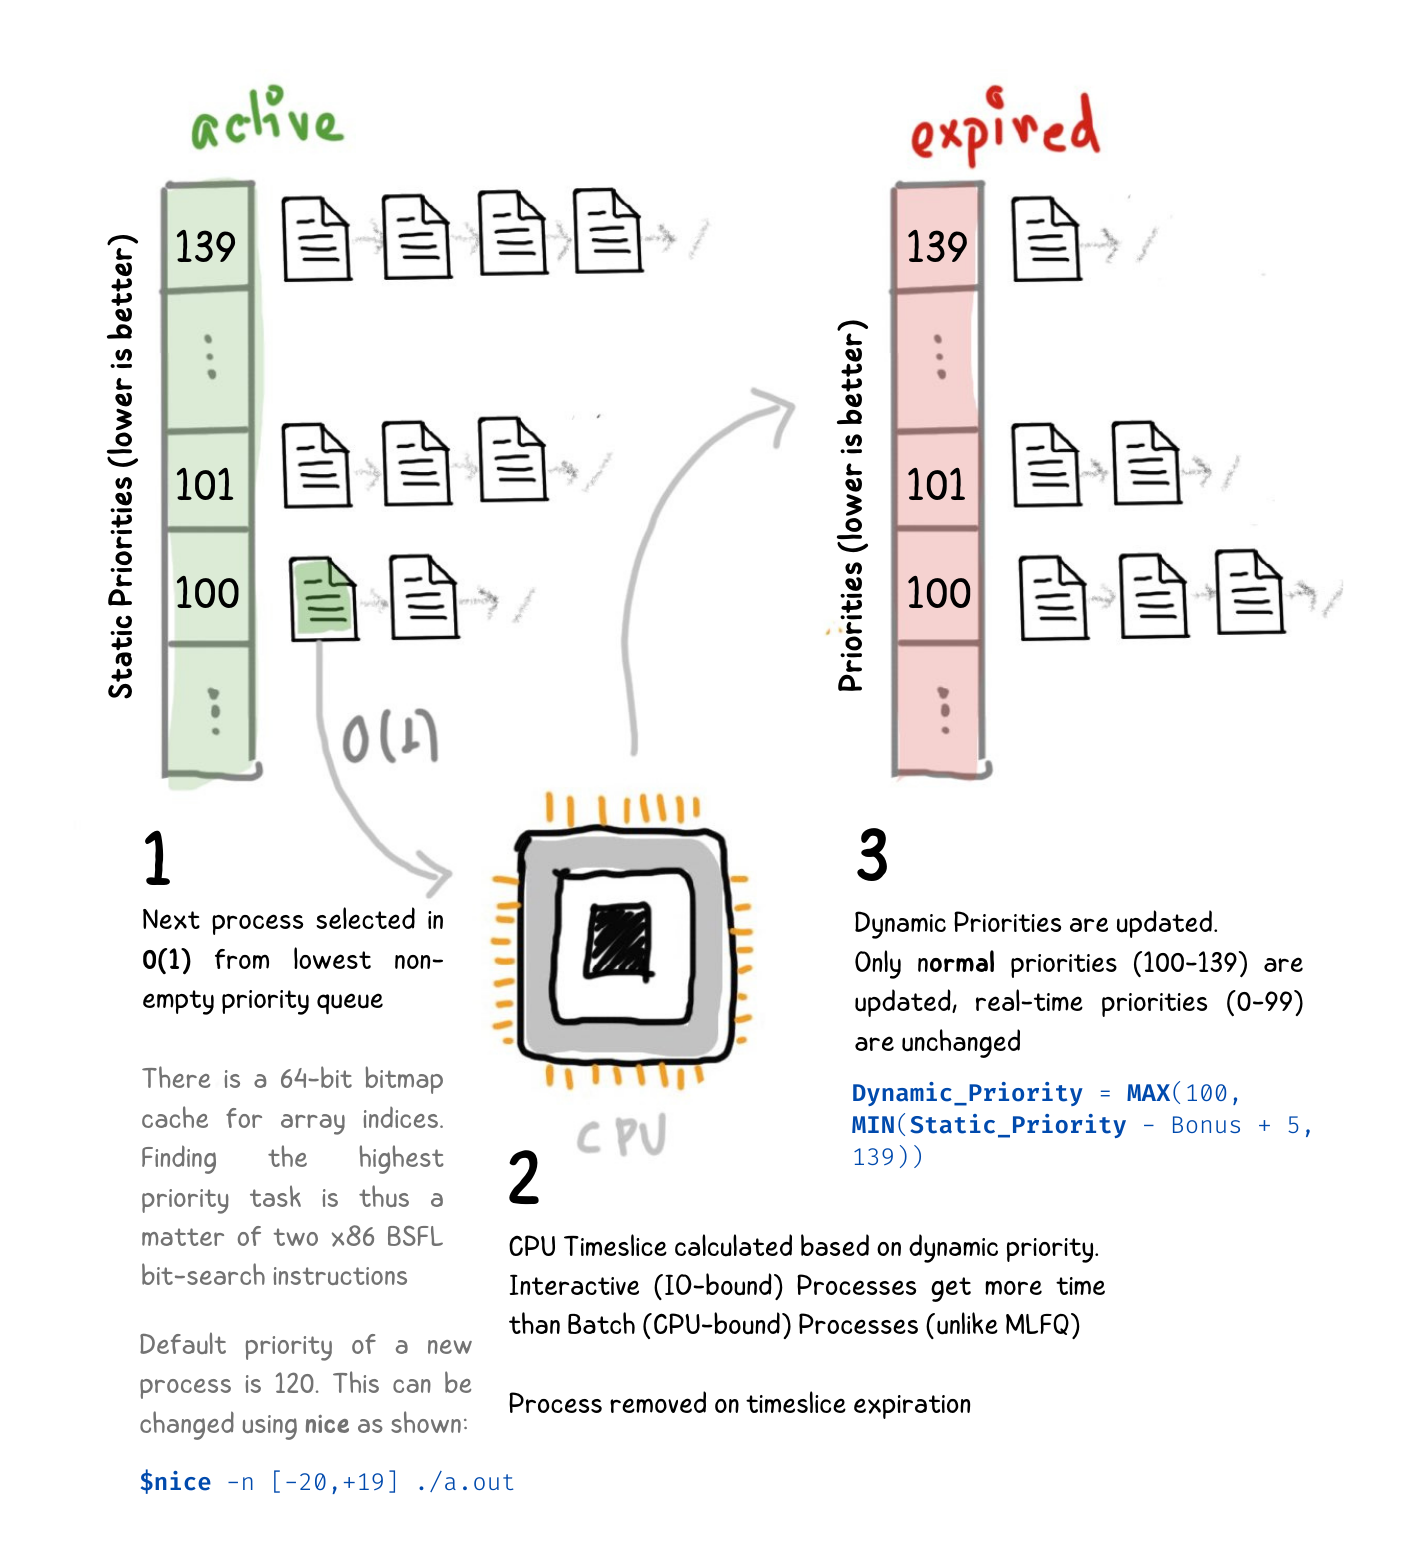 active
expired
Static Priorities (lower is better)
139
101
100
Priorities (lower is better)
139
101
100
O(1)
CPU
1
Next process selected in
O(1) from lowest non-
empty priority queue
There is a 64-bit bitmap
cache for array indices.
Finding the highest
priority task is thus a
matter of two x86 BSFL
bit-search instructions
Default priority of a new
process is 120. This can be
changed using nice as shown:
$nice -n [-20,+19] ./a.out
2
CPU Timeslice calculated based on dynamic priority.
Interactive (IO-bound) Processes get more time
than Batch (CPU-bound) Processes (unlike MLFQ)
Process removed on timeslice expiration
3
Dynamic Priorities are updated.
Only normal priorities (100-139) are
updated, real-time priorities (0-99)
are unchanged
Dynamic_Priority = MAX(100,
MIN(Static_Priority - Bonus + 5,
139))